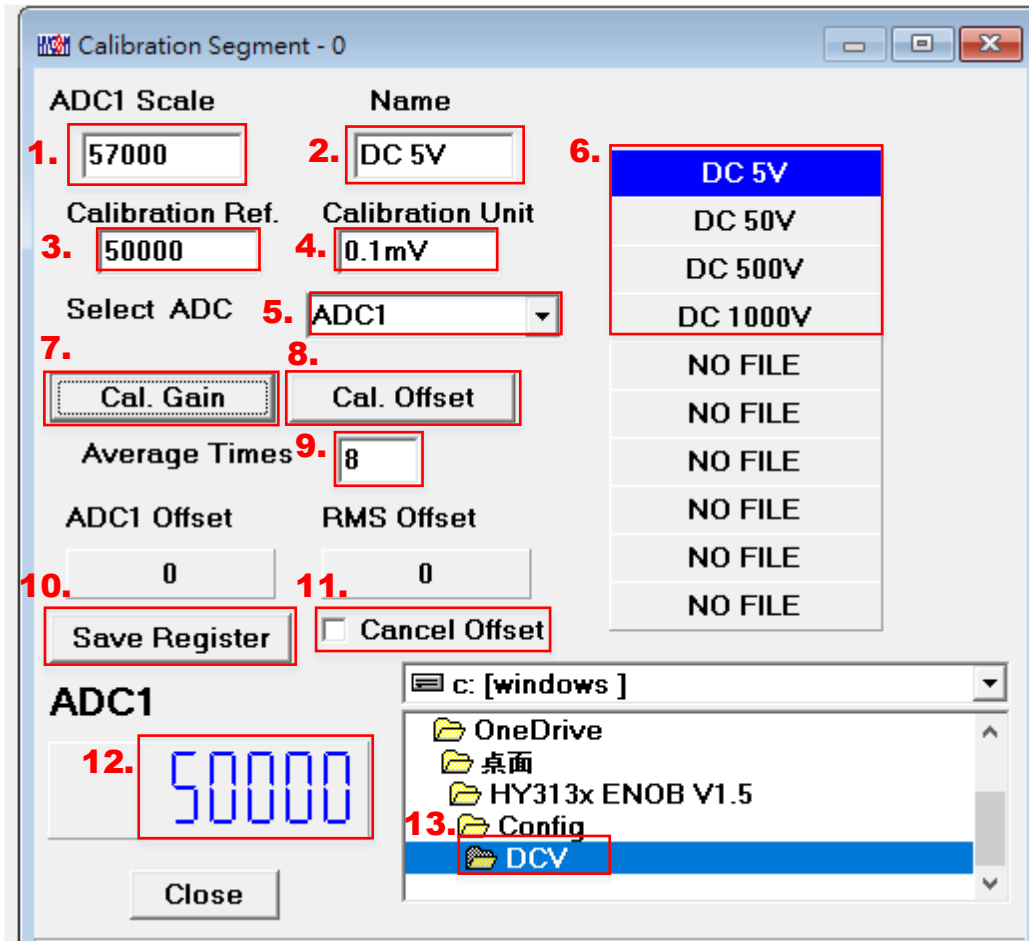 HYCON Calibration Segment - 0
ADC1 Scale Name
1. 57000 2. DC 5V 6.
DC 5V
Calibration Ref. Calibration Unit DC 50V
3. 50000 4. 0.1mV
DC 500V
Select ADC 5. ADC1 DC 1000V
7. 8.
NO FILE
Cal. Gain Cal. Offset
NO FILE
Average Times 9. 8 NO FILE
ADC1 Offset RMS Offset NO FILE
0 0 NO FILE
10. 11.
NO FILE
Save Register Cancel Offset
c: [windows ]
ADC1
OneDrive
12. 50000 桌面
HY313x ENOB V1.5
13. Config
DCV
Close